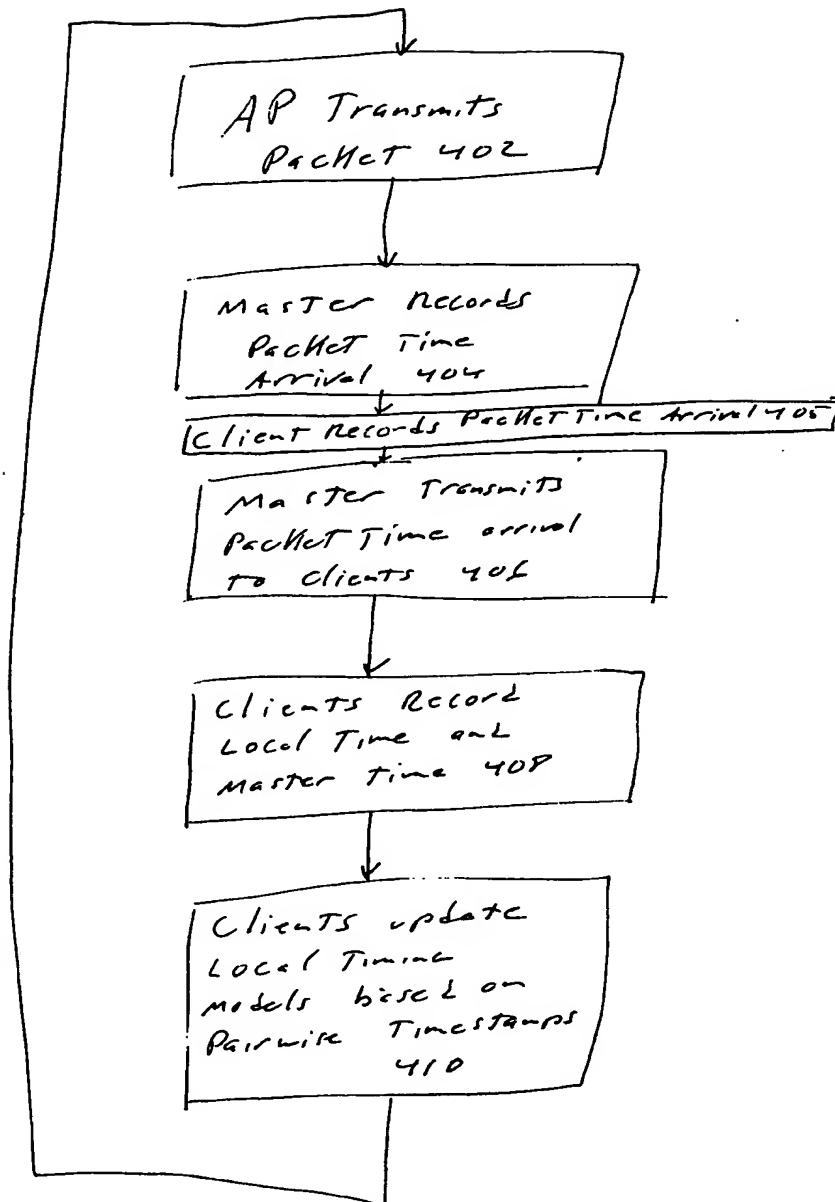 AP Transmits
Packet 402
Master Records
Packet Time
Arrival 404
Client Records Packet Time Arrival 405
Master Transmits
Packet Time arrival
to clients 406
Clients Record
Local Time and
Master time 408
Clients update
Local Timing
Models based on
Pairwise Timestamps
410